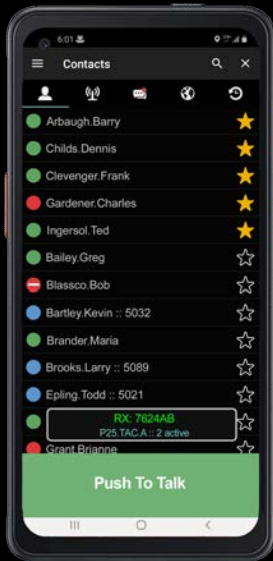 6:01
Contacts
Arbaugh.Barry
Childs.Dennis
Clevenger.Frank
Gardener.Charles
Ingersol.Ted
Bailey.Greg
Blassco.Bob
Bartley.Kevin :: 5032
Brander.Maria
Brooks.Larry :: 5089
Epling.Todd :: 5021
RX: 7624AB
P25.TAC.A :: 2 active
Grant.Brianne
Push To Talk